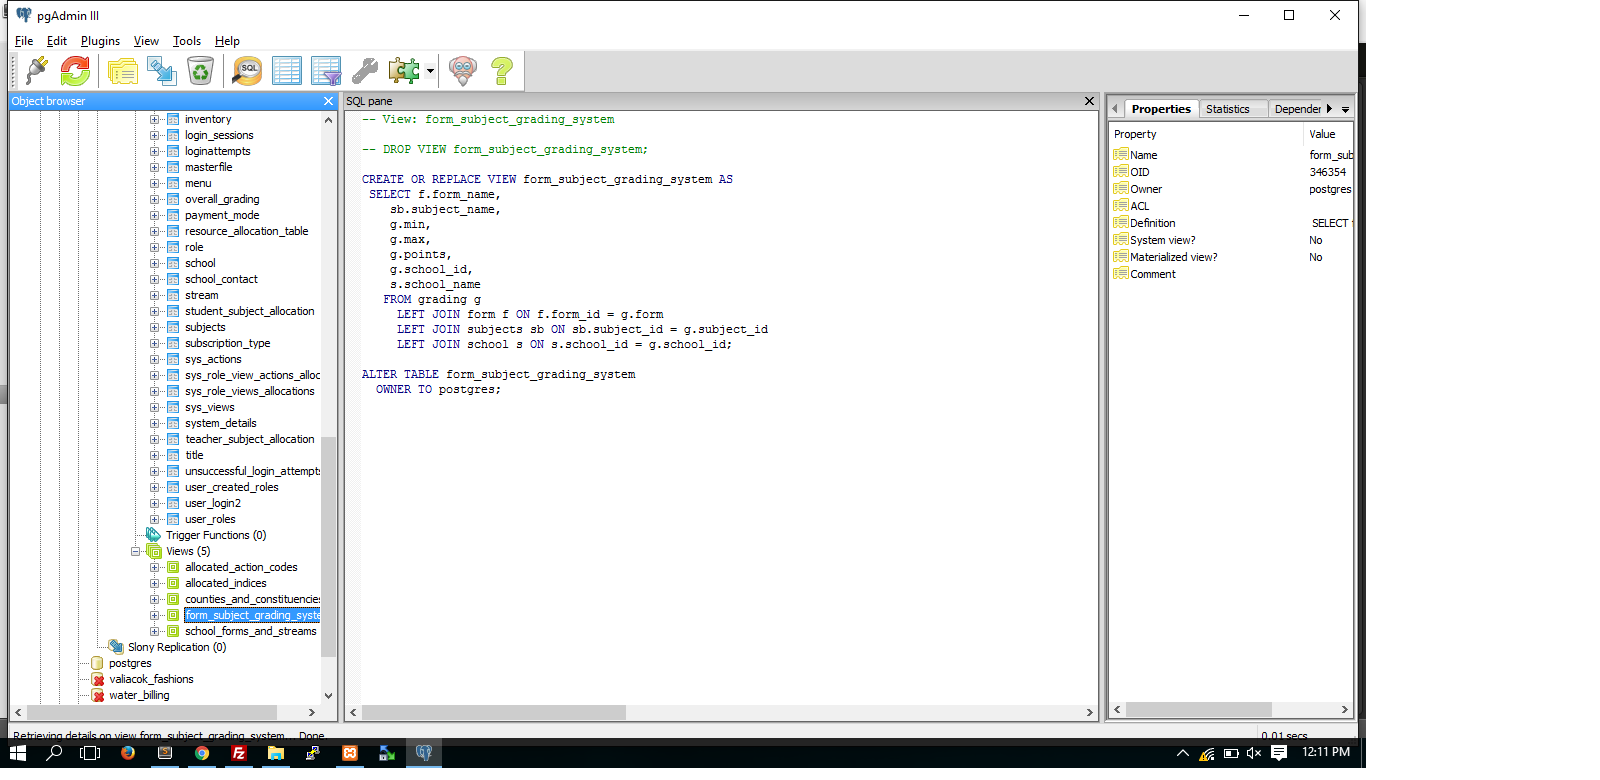 pgAdmin III
File Edit Plugins View Tools Help
SQL
Object browser
inventory
login_sessions
loginattempts
masterfile
menu
overall_grading
payment_mode
resource_allocation_table
role
school
school_contact
stream
student_subject_allocation
subjects
subscription_type
sys_actions
sys_role_view_actions_alloc
sys_role_views_allocations
sys_views
system_details
teacher_subject_allocation
title
unsuccessful_login_attempts
user_created_roles
user_login2
user_roles
Trigger Functions (0)
Views (5)
allocated_action_codes
allocated_indices
counties_and_constituencies
form_subject_grading_syste
school_forms_and_streams
Slony Replication (0)
postgres
valiacok_fashions
water_billing
SQL pane
-- View: form_subject_grading_system
-- DROP VIEW form_subject_grading_system;
CREATE OR REPLACE VIEW form_subject_grading_system AS
SELECT f.form_name,
sb.subject_name,
g.min,
g.max,
g.points,
g.school_id,
s.school_name
FROM grading g
LEFT JOIN form f ON f.form_id = g.form
LEFT JOIN subjects sb ON sb.subject_id = g.subject_id
LEFT JOIN school s ON s.school_id = g.school_id;
ALTER TABLE form_subject_grading_system
OWNER TO postgres;
Properties Statistics Depender
Property Value
Name form_sub
OID 346354
Owner postgres
ACL
Definition SELECT f
System view? No
Materialized view? No
Comment
Retrieving details on view form_subject_grading_system... Done.
0.01 secs
12:11 PM